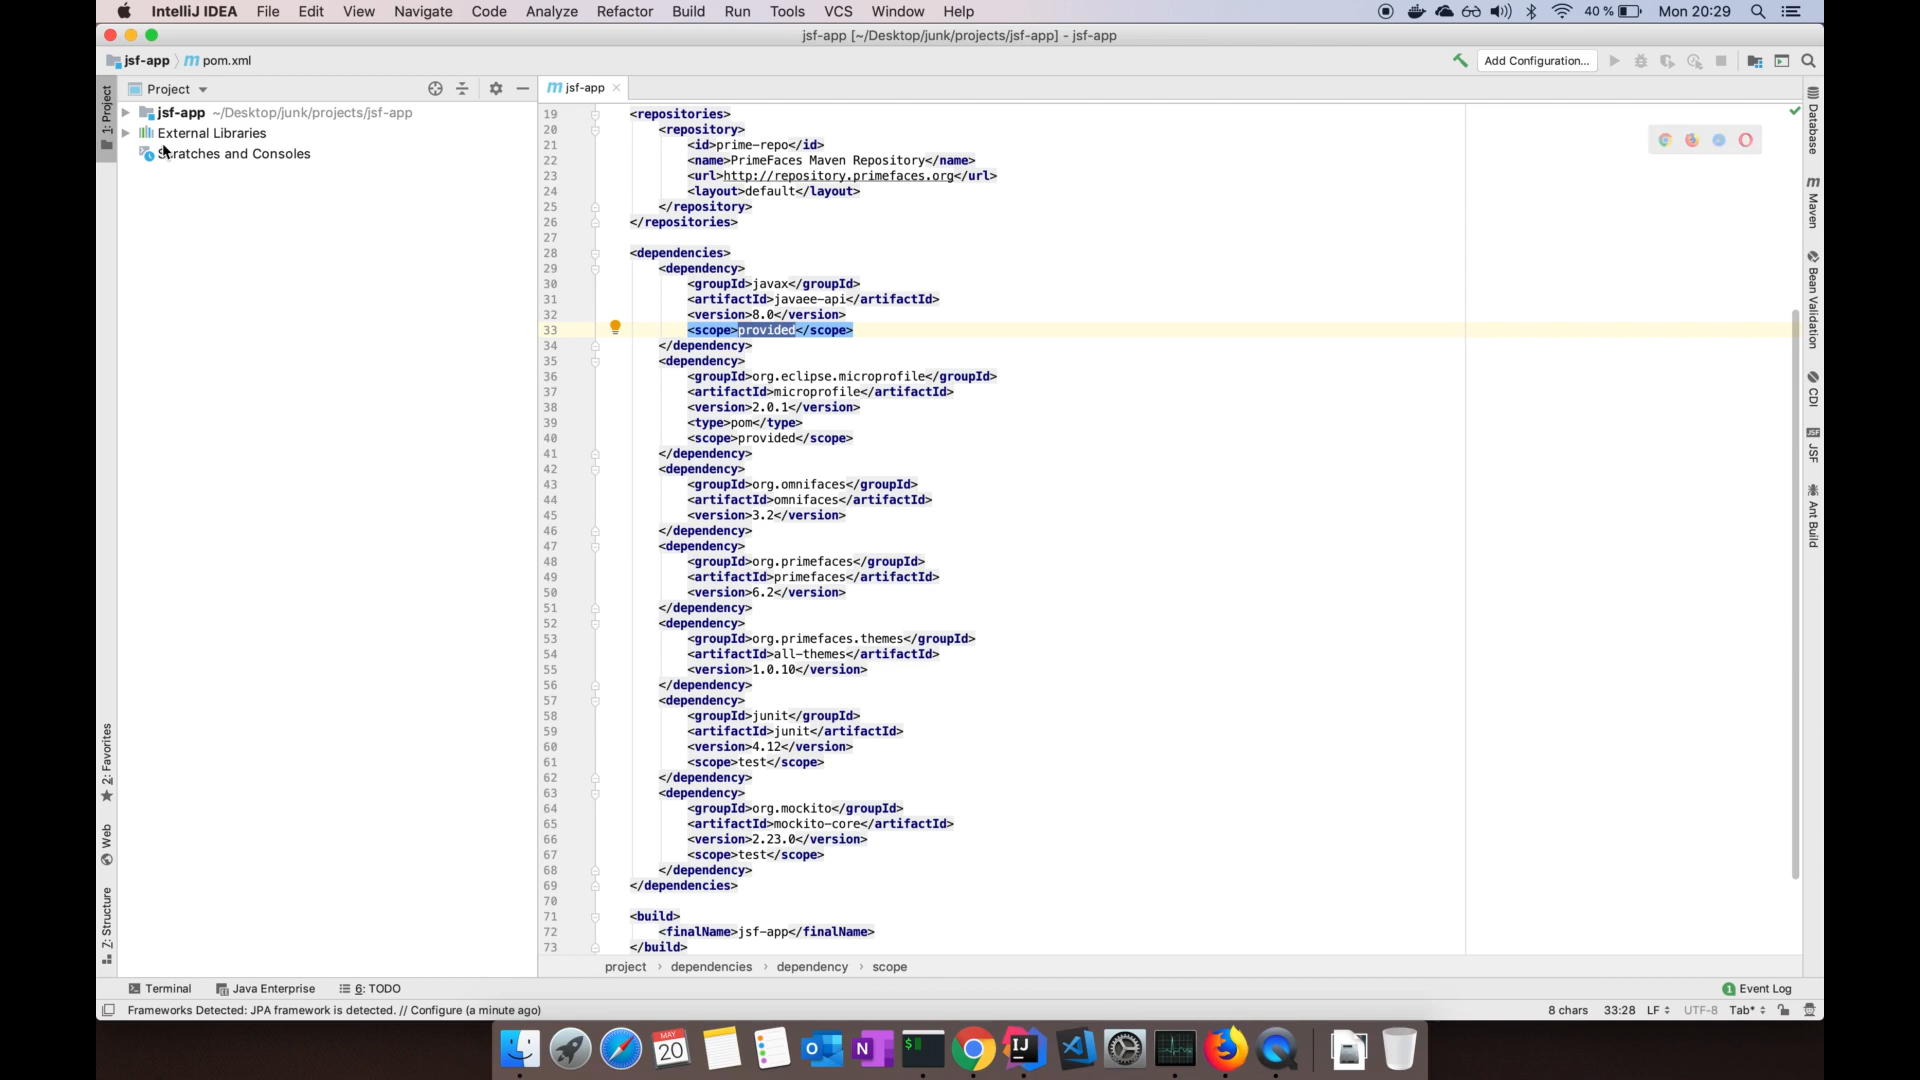 IntelliJ IDEA File Edit View Navigate Code Analyze Refactor Build Run Tools VCS Window Help 40 % Mon 20:29
jsf-app [~/Desktop/junk/projects/jsf-app] - jsf-app
jsf-app pom.xml Add Configuration...
Project jsf-app
jsf-app ~/Desktop/junk/projects/jsf-app
External Libraries
Scratches and Consoles
1: Project
2: Favorites
Web
Z: Structure
19 <repositories>
20 <repository>
21 <id>prime-repo</id>
22 <name>PrimeFaces Maven Repository</name>
23 <url>http://repository.primefaces.org</url>
24 <layout>default</layout>
25 </repository>
26 </repositories>
27
28 <dependencies>
29 <dependency>
30 <groupId>javax</groupId>
31 <artifactId>javaee-api</artifactId>
32 <version>8.0</version>
33 <scope>provided</scope>
34 </dependency>
35 <dependency>
36 <groupId>org.eclipse.microprofile</groupId>
37 <artifactId>microprofile</artifactId>
38 <version>2.0.1</version>
39 <type>pom</type>
40 <scope>provided</scope>
41 </dependency>
42 <dependency>
43 <groupId>org.omnifaces</groupId>
44 <artifactId>omnifaces</artifactId>
45 <version>3.2</version>
46 </dependency>
47 <dependency>
48 <groupId>org.primefaces</groupId>
49 <artifactId>primefaces</artifactId>
50 <version>6.2</version>
51 </dependency>
52 <dependency>
53 <groupId>org.primefaces.themes</groupId>
54 <artifactId>all-themes</artifactId>
55 <version>1.0.10</version>
56 </dependency>
57 <dependency>
58 <groupId>junit</groupId>
59 <artifactId>junit</artifactId>
60 <version>4.12</version>
61 <scope>test</scope>
62 </dependency>
63 <dependency>
64 <groupId>org.mockito</groupId>
65 <artifactId>mockito-core</artifactId>
66 <version>2.23.0</version>
67 <scope>test</scope>
68 </dependency>
69 </dependencies>
70
71 <build>
72 <finalName>jsf-app</finalName>
73 </build>
Database
Maven
Bean Validation
CDI
JSF
JSF
Ant Build
project › dependencies › dependency › scope
Terminal Java Enterprise 6: TODO 1 Event Log
Frameworks Detected: JPA framework is detected. // Configure (a minute ago) 8 chars 33:28 LF UTF-8 Tab*
MAY
20
O N $ IJ